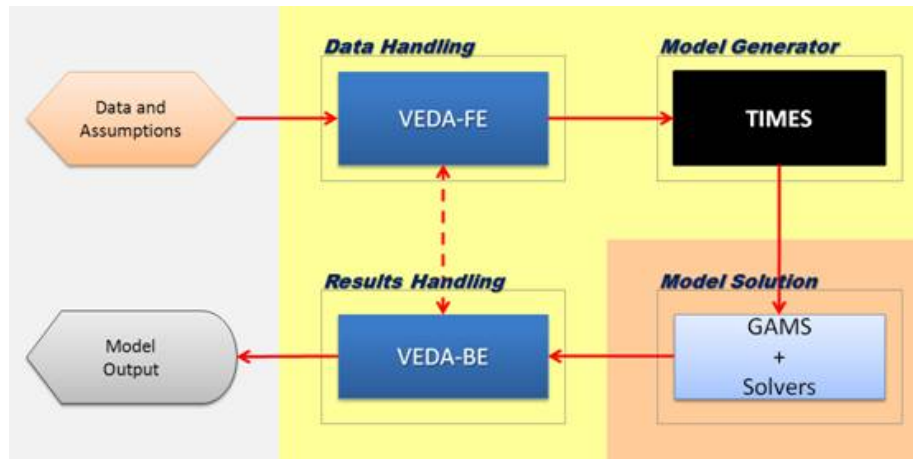 Data Handling
Model Generator
Data and
Assumptions
VEDA-FE
TIMES
Results Handling
Model Solution
Model
Output
VEDA-BE
GAMS
+
Solvers